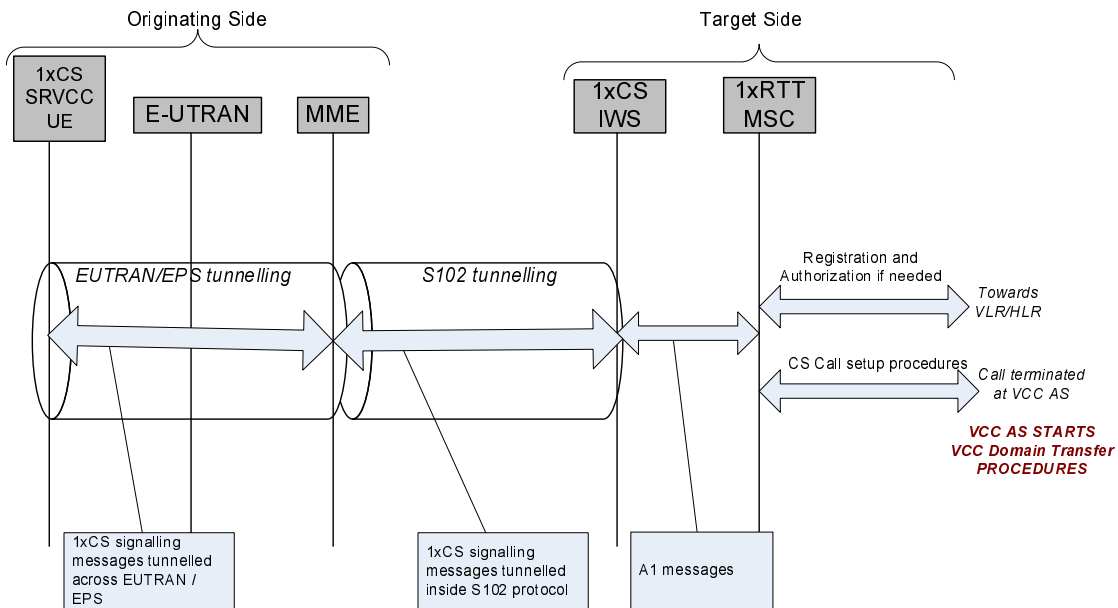 Originating Side
Target Side
1xCS
SRVCC
UE
E-UTRAN
MME
1xCS
IWS
1xRTT
MSC
EUTRAN/EPS tunnelling
S102 tunnelling
Registration and
Authorization if needed
Towards
VLR/HLR
CS Call setup procedures
Call terminated
at VCC AS
VCC AS STARTS
VCC Domain Transfer
PROCEDURES
1xCS signalling
messages tunnelled
across EUTRAN /
EPS
1xCS signalling
messages tunnelled
inside S102 protocol
A1 messages